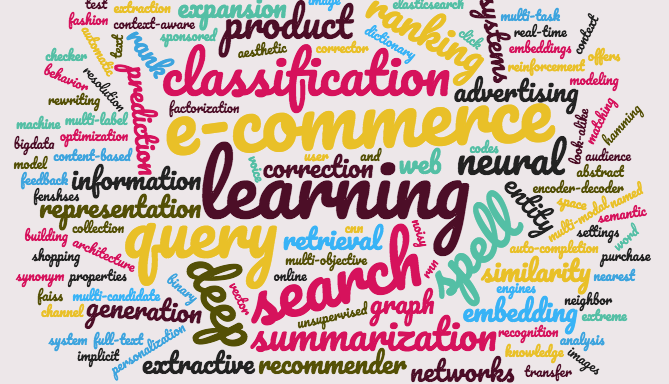 test
extraction
expansion
image
elasticsearch
systems
multi-task
fashion
context-aware
product
ranking
real-time
context
automatic
text
rank
sponsored
aesthetic
corrector
dictionary
click
embeddings
checker
offers
reinforcement
behavior
resolution
prediction
classification
modeling
rewriting
factorization
advertising
look-alike
matching
hamming
machine
multi-label
e-commerce
bigdata
optimization
codes
audience
model
content-based
voice
user
and
web
neural
abstract
feedback
information
correction
learning
entity
encoder-decoder
fenshses
representation
space
multi-modal
named
semantic
collection
query
retrieval
cnn
noisy
spell
settings
word
building
architecture
multi-objective
rnn
auto-completion
purchase
shopping
deep
search
similarity
nearest
synonym
properties
binary
online
engines
faiss
multi-candidate
vector
graph
neighbor
channel
generation
unsupervised
embedding
extreme
system
full-text
summarization
recognition
analysis
implicit
personalization
knowledge
images
extractive
recommender
networks
transfer